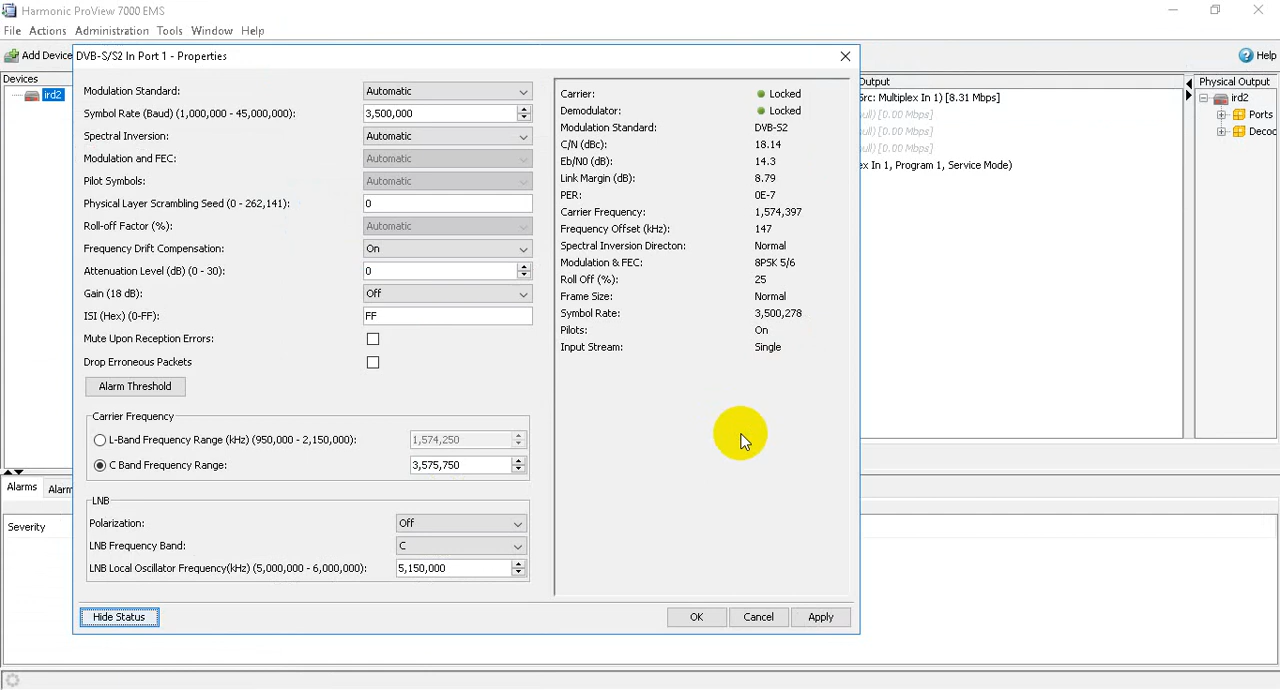 Harmonic ProView 7000 EMS
File Actions Administration Tools Window Help
Add Device
Help
Devices
ird2
DVB-S/S2 In Port 1 - Properties
Modulation Standard: Automatic
Symbol Rate (Baud) (1,000,000 - 45,000,000): 3,500,000
Spectral Inversion: Automatic
Modulation and FEC: Automatic
Pilot Symbols: Automatic
Physical Layer Scrambling Seed (0 - 262,141): 0
Roll-off Factor (%): Automatic
Frequency Drift Compensation: On
Attenuation Level (dB) (0 - 30): 0
Gain (18 dB): Off
ISI (Hex) (0-FF): FF
Mute Upon Reception Errors:
Drop Erroneous Packets
Alarm Threshold
Carrier Frequency
L-Band Frequency Range (kHz) (950,000 - 2,150,000): 1,574,250
C Band Frequency Range: 3,575,750
LNB
Polarization: Off
LNB Frequency Band: C
LNB Local Oscillator Frequency(kHz) (5,000,000 - 6,000,000): 5,150,000
Hide Status
OK Cancel Apply
Carrier: Locked
Demodulator: Locked
Modulation Standard: DVB-S2
C/N (dBc): 18.14
Eb/N0 (dB): 14.3
Link Margin (dB): 8.79
PER: 0E-7
Carrier Frequency: 1,574,397
Frequency Offset (kHz): 147
Spectral Inversion Directon: Normal
Modulation & FEC: 8PSK 5/6
Roll Off (%): 25
Frame Size: Normal
Symbol Rate: 3,500,278
Pilots: On
Input Stream: Single
Output
Src: Multiplex In 1) [8.31 Mbps]
ull) [0.00 Mbps]
ull) [0.00 Mbps]
ull) [0.00 Mbps]
ex In 1, Program 1, Service Mode)
Physical Output
ird2
Ports
Decoc
Alarms Alarm
Severity